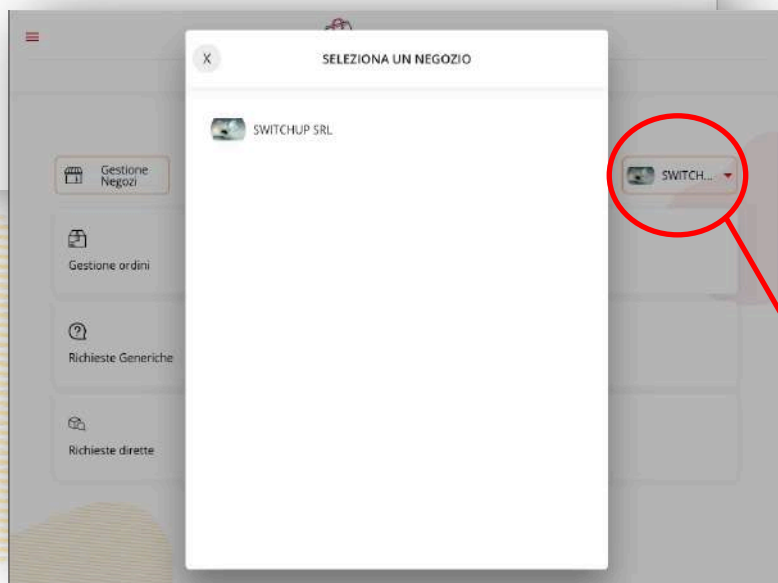 SELEZIONA UN NEGOZIO
X
SWITCHUP SRL
Gestione
Negozi
SWITCH...
Gestione ordini
Richieste Generiche
Richieste dirette